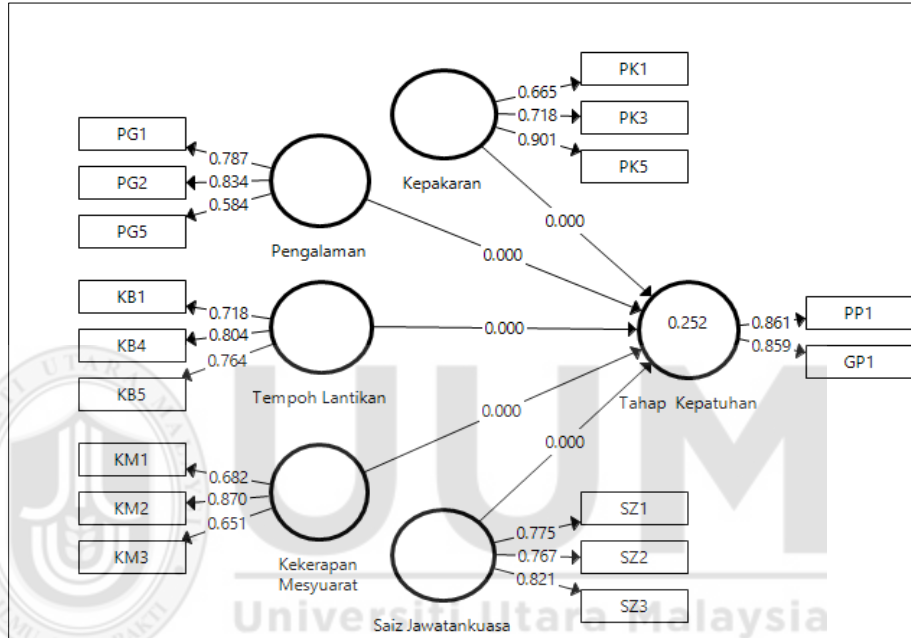 PK1
0.665
PK3
0.718
0.901
PK5
Kepakaran
PG1
0.787
PG2
0.834
PG5
0.584
Pengalaman
0.000
0.000
KB1
0.718
KB4
0.804
KB5
0.764
Tempoh Lantikan
0.000
0.252
0.861
PP1
0.859
GP1
Tahap Kepatuhan
KM1
0.682
KM2
0.870
KM3
0.651
Kekerapan
Mesyuarat
0.000
0.000
SZ1
0.775
SZ2
0.767
0.821
SZ3
Saiz Jawatankuasa
UUM
Universiti Utara Malaysia